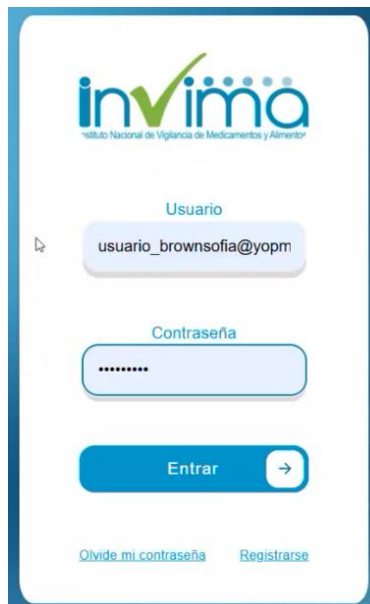 invima
Instituto Nacional de Vigilancia de Medicamentos y Alimentos
Usuario
usuario_brownsofia@yopm
Contraseña
•••••••••
Entrar →
Olvide mi contraseña
Registrarse